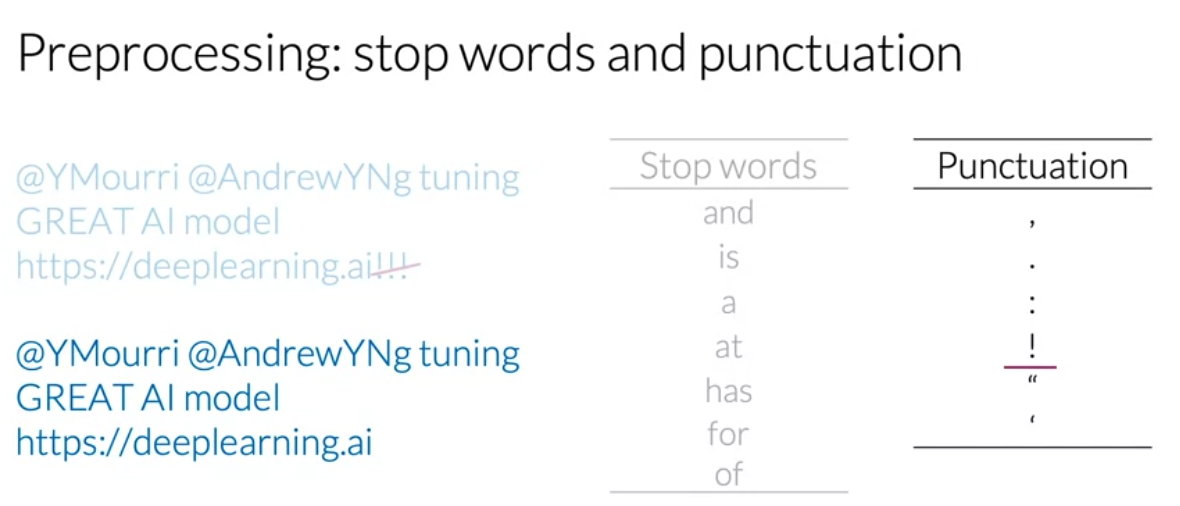 Preprocessing: stop words and punctuation
@YMourri @AndrewYNg tuning
GREAT AI model
https://deeplearning.ai!!!
@YMourri @AndrewYNg tuning
GREAT AI model
https://deeplearning.ai
Stop words
and
is
a
at
has
for
of
Punctuation
,
.
:
!
“
‘